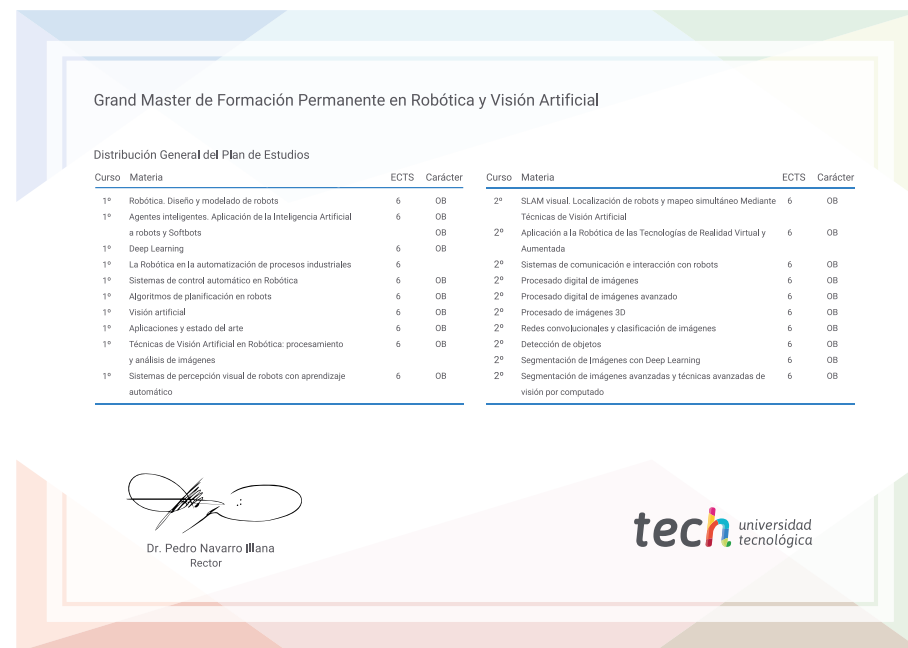 Grand Master de Formación Permanente en Robótica y Visión Artificial
Distribución General del Plan de Estudios
Curso Materia ECTS Carácter
1º Robótica. Diseño y modelado de robots 6 OB
1º Agentes inteligentes. Aplicación de la Inteligencia Artificial 6 OB
a robots y Softbots OB
1º Deep Learning 6 OB
1º La Robótica en la automatización de procesos industriales 6
1º Sistemas de control automático en Robótica 6 OB
1º Algoritmos de planificación en robots 6 OB
1º Visión artificial 6 OB
1º Aplicaciones y estado del arte 6 OB
1º Técnicas de Visión Artificial en Robótica: procesamiento 6 OB
y análisis de imágenes
1º Sistemas de percepción visual de robots con aprendizaje 6 OB
automático
Curso Materia ECTS Carácter
2º SLAM visual. Localización de robots y mapeo simultáneo Mediante 6 OB
Técnicas de Visión Artificial
2º Aplicación a la Robótica de las Tecnologías de Realidad Virtual y 6 OB
Aumentada
2º Sistemas de comunicación e interacción con robots 6 OB
2º Procesado digital de imágenes 6 OB
2º Procesado digital de imágenes avanzado 6 OB
2º Procesado de imágenes 3D 6 OB
2º Redes convolucionales y clasificación de imágenes 6 OB
2º Detección de objetos 6 OB
2º Segmentación de Imágenes con Deep Learning 6 OB
2º Segmentación de imágenes avanzadas y técnicas avanzadas de 6 OB
visión por computado
Dr. Pedro Navarro Illana
Rector
tech universidad
tecnológica